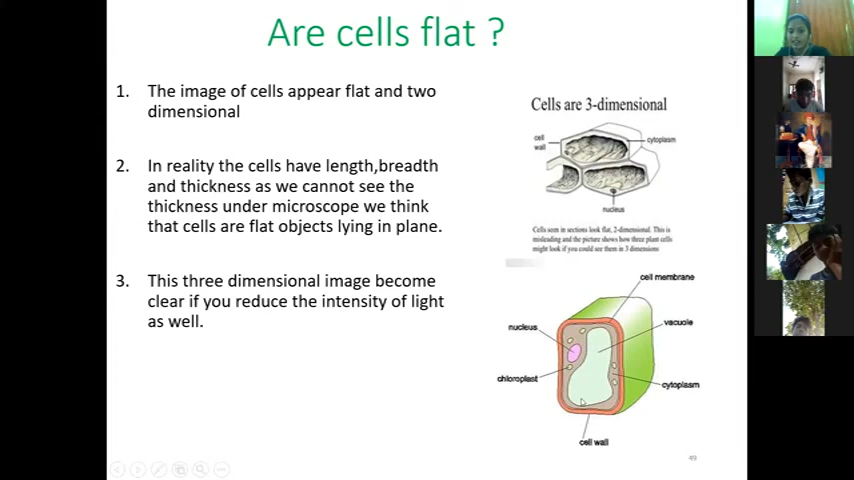 Are cells flat ?
1. The image of cells appear flat and two
dimensional
2. In reality the cells have length,breadth
and thickness as we cannot see the
thickness under microscope we think
that cells are flat objects lying in plane.
3. This three dimensional image become
clear if you reduce the intensity of light
as well.
Cells are 3-dimensional
cell
wall
cytoplasm
nucleus
Cells seen in sections look flat, 2-dimensional. This is
misleading and the picture shows how three plant cells
might look if you could see them in 3 dimensions
cell membrane
nucleus
vacuole
chloroplast
cytoplasm
cell wall
49